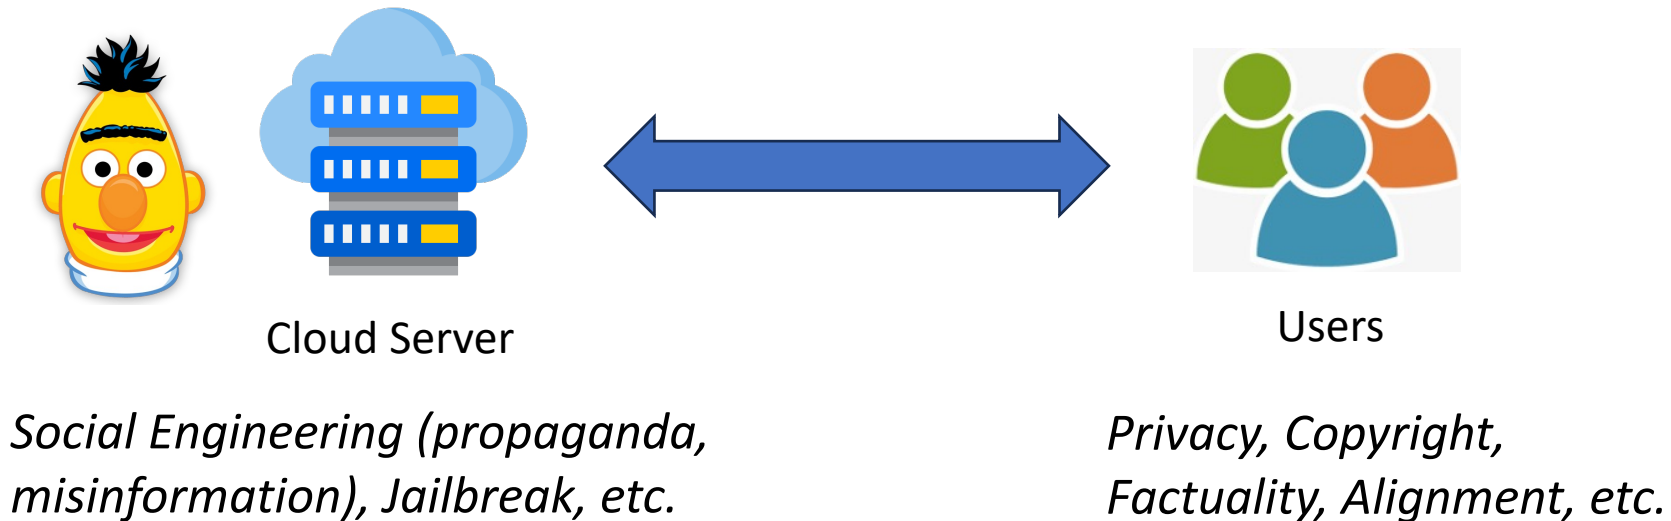 Cloud Server
Users
Social Engineering (propaganda,
misinformation), Jailbreak, etc.
Privacy, Copyright,
Factuality, Alignment, etc.